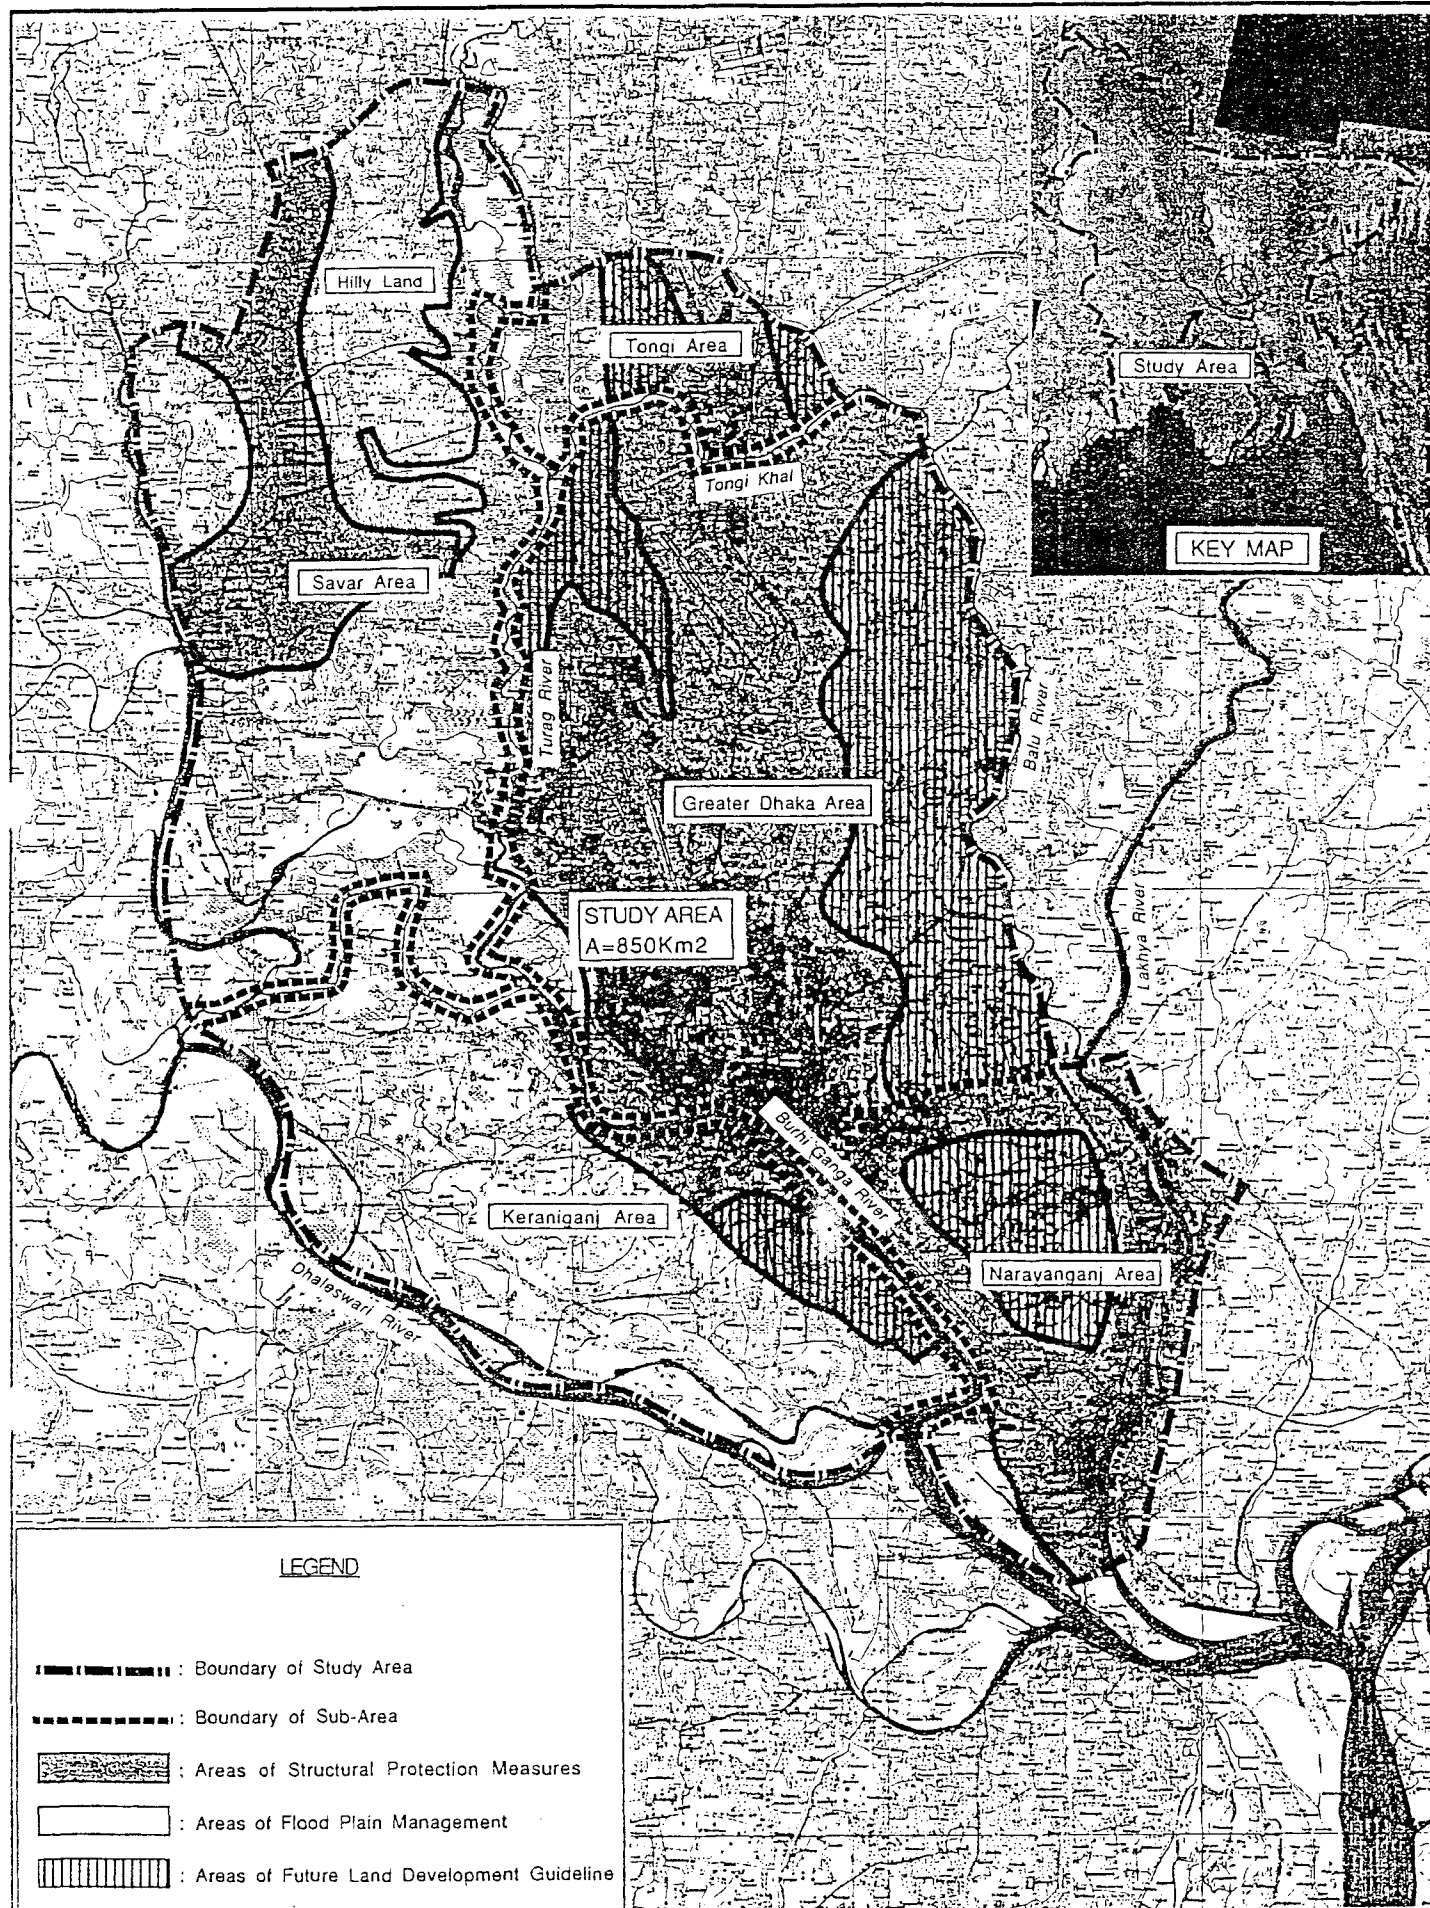 Hilly Land
Tongi Area
Study Area
Tongi Khal
KEY MAP
Savar Area
Turag River
Balu River
Greater Dhaka Area
STUDY AREA
A=850Km2
Lakhya River
Burhi Ganga River
Keraniganj Area
Narayanganj Area
Dhaleswari River
LEGEND
: Boundary of Study Area
: Boundary of Sub-Area
: Areas of Structural Protection Measures
: Areas of Flood Plain Management
: Areas of Future Land Development Guideline